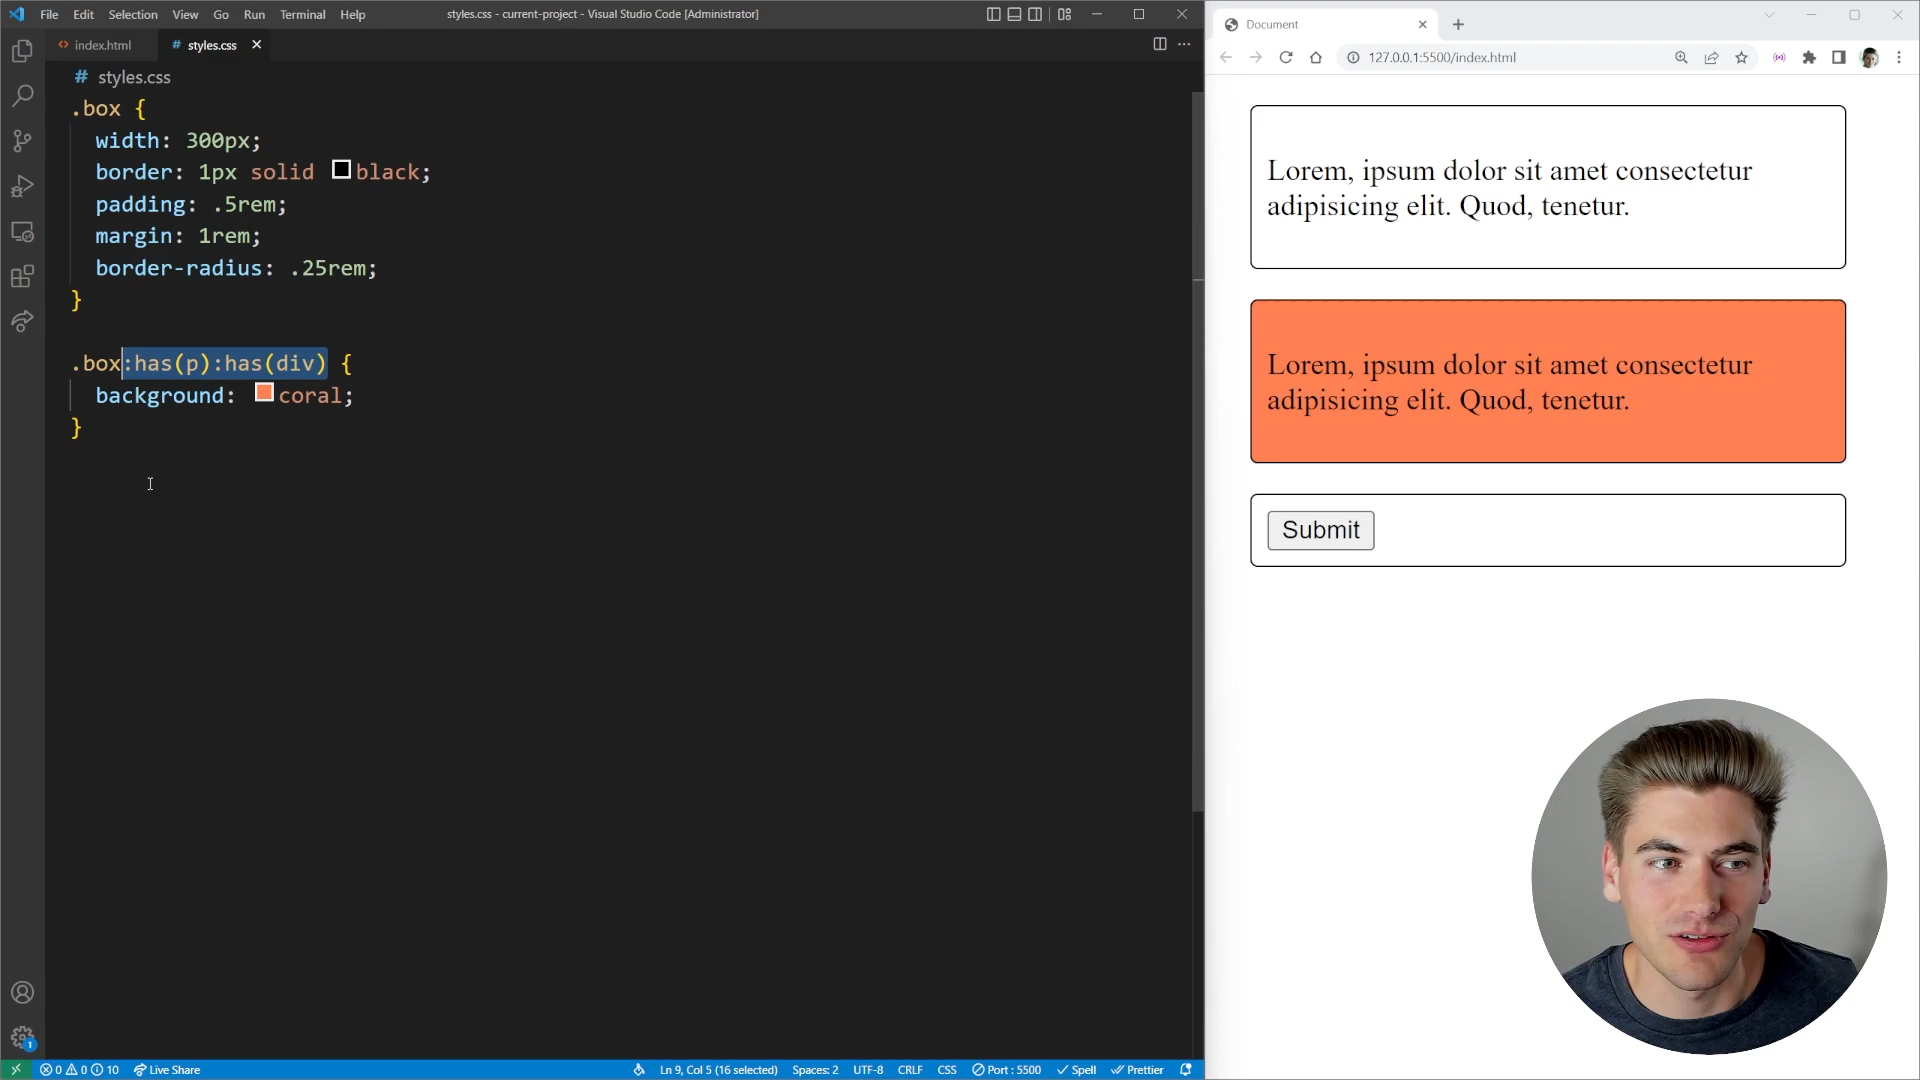 File Edit Selection View Go Run Terminal Help
styles.css - current-project - Visual Studio Code [Administrator]
index.html
# styles.css
# styles.css
.box {
width: 300px;
border: 1px solid black;
padding: .5rem;
margin: 1rem;
border-radius: .25rem;
}
.box:has(p):has(div) {
background: coral;
}
1
0 0 10 Live Share
Ln 9, Col 5 (16 selected) Spaces: 2 UTF-8 CRLF CSS Port : 5500 Spell Prettier
Document
127.0.0.1:5500/index.html
Lorem, ipsum dolor sit amet consectetur
adipisicing elit. Quod, tenetur.
Lorem, ipsum dolor sit amet consectetur
adipisicing elit. Quod, tenetur.
Submit